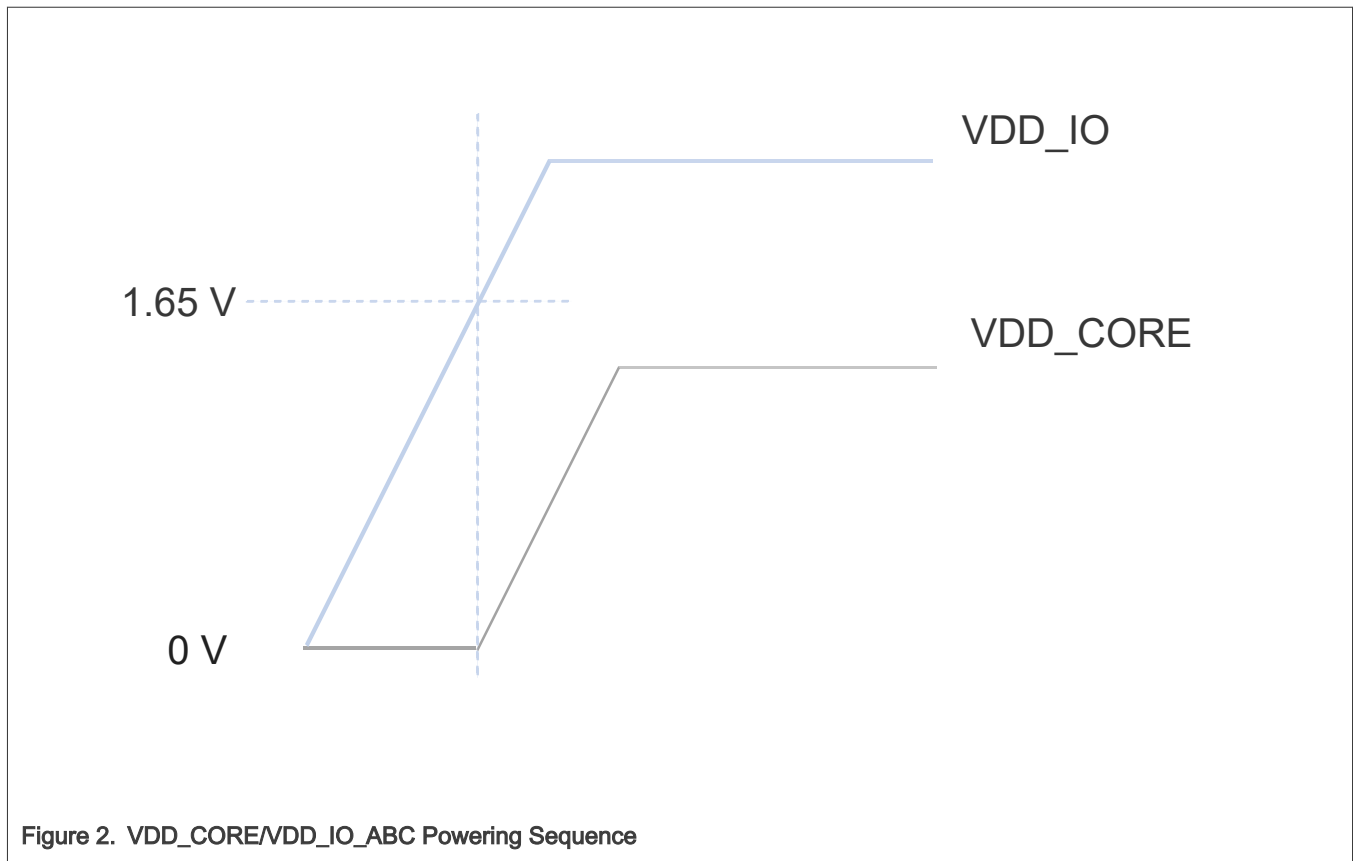 VDD_IO
1.65 V
VDD_CORE
0 V
Figure 2. VDD_CORE/VDD_IO_ABC Powering Sequence